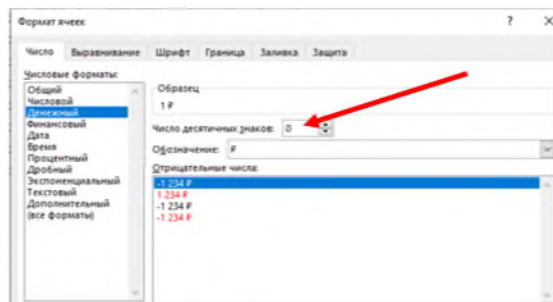 Формат ячеек
? ×
Число Выравнивание Шрифт Граница Заливка Защита
Числовые форматы:
Общий
Числовой
Денежный
Финансовый
Дата
Время
Процентный
Дробный
Экспоненциальный
Текстовый
Дополнительный
(все форматы)
Образец
1 ₽
Число десятичных знаков: 0
Обозначение: ₽
Отрицательные числа:
-1 234 ₽
1 234 ₽
-1 234 ₽
-1 234 ₽